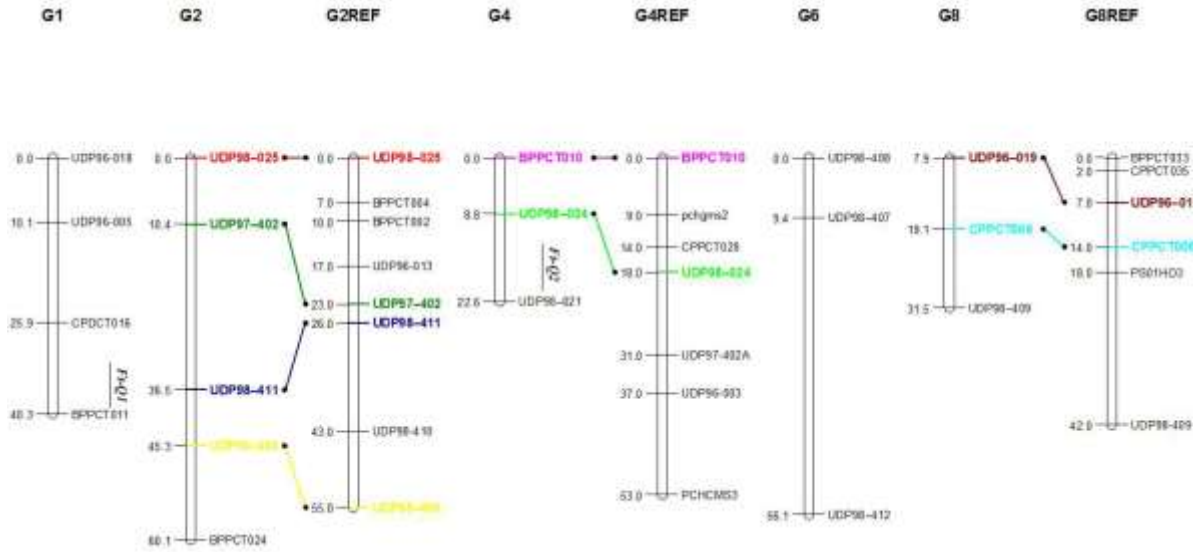 G1 G2 G2REF G4 G4REF G6 G8 G8REF
0.0 UDP96-018
10.1 UDP96-005
25.9 CPDCT016
40.3 BPPCT011
0.0 UDP98-025
10.4 UDP97-402
UDP98-411
45.3
60.1 BPPCT024
0.0 UDP98-025
7.0 BPPCT004
10.0 BPPCT002
17.0 UDP96-013
23.0 UDP97-402
26.0 UDP98-411
43.0 UDP98-410
55.0
0.0 BPPCT010
8.8 UDP98-024
22.6 UDP98-021
0.0 BPPCT010
9.0 pchgms2
14.0 CPPCT028
18.0 UDP98-024
31.0 UDP97-402A
37.0 UDP96-003
53.0 PCHCMS3
0.0 UDP98-408
9.4 UDP98-407
55.1 UDP98-412
7.9 UDP96-019
19.1 CPPCT006
31.5 UDP98-409
0.0 BPPCT033
2.0 CPPCT035
7.0 UDP96-01
14.0 CPPCT006
18.0
42.0 UDP98-409